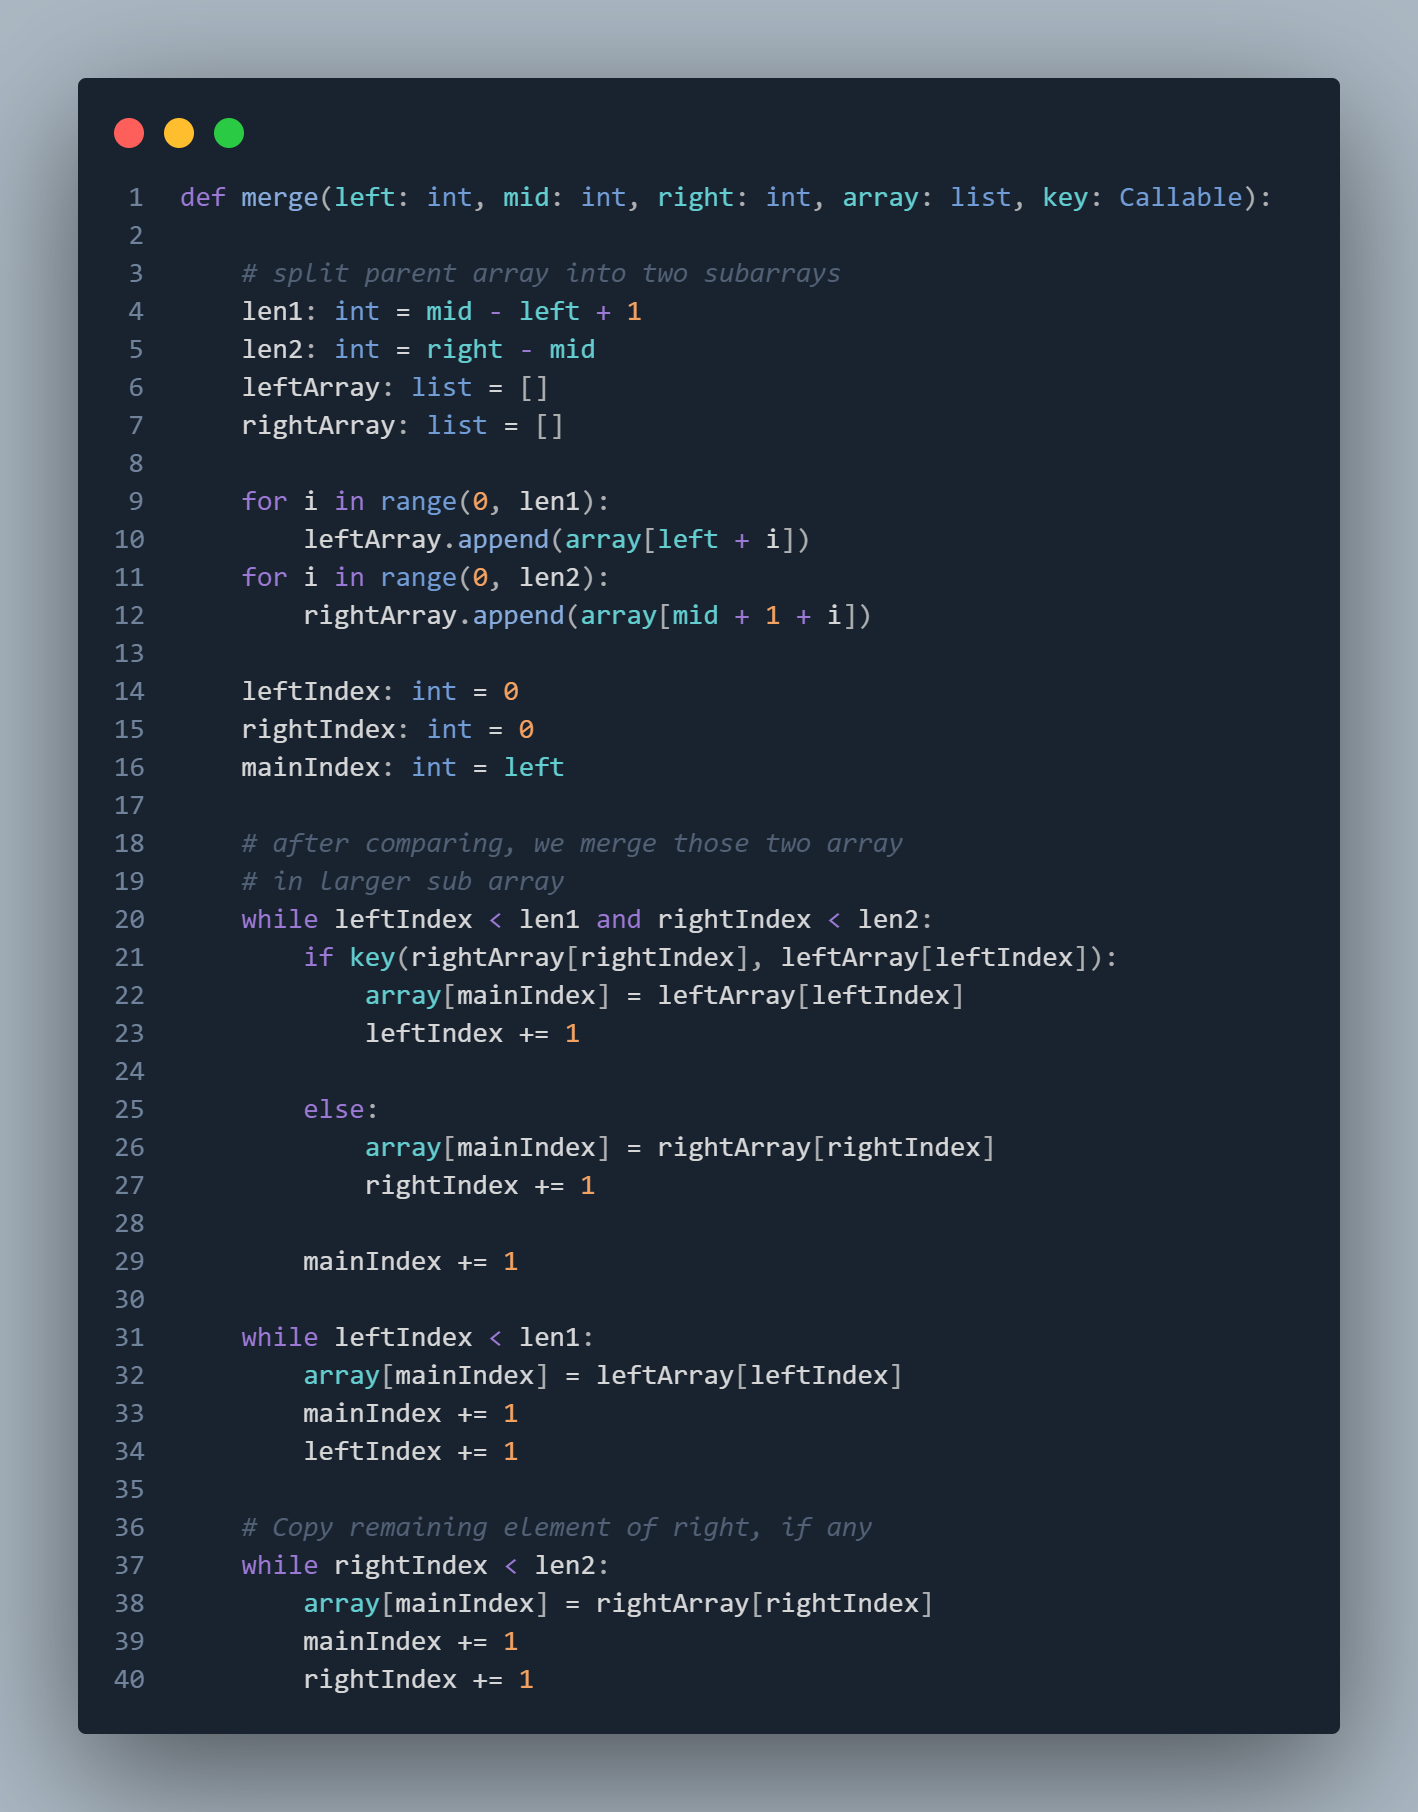 1 def merge(left: int, mid: int, right: int, array: list, key: Callable):
2
3     # split parent array into two subarrays
4     len1: int = mid - left + 1
5     len2: int = right - mid
6     leftArray: list = []
7     rightArray: list = []
8
9     for i in range(0, len1):
10         leftArray.append(array[left + i])
11     for i in range(0, len2):
12         rightArray.append(array[mid + 1 + i])
13
14     leftIndex: int = 0
15     rightIndex: int = 0
16     mainIndex: int = left
17
18     # after comparing, we merge those two array
19     # in larger sub array
20     while leftIndex < len1 and rightIndex < len2:
21         if key(rightArray[rightIndex], leftArray[leftIndex]):
22             array[mainIndex] = leftArray[leftIndex]
23             leftIndex += 1
24
25         else:
26             array[mainIndex] = rightArray[rightIndex]
27             rightIndex += 1
28
29         mainIndex += 1
30
31     while leftIndex < len1:
32         array[mainIndex] = leftArray[leftIndex]
33         mainIndex += 1
34         leftIndex += 1
35
36     # Copy remaining element of right, if any
37     while rightIndex < len2:
38         array[mainIndex] = rightArray[rightIndex]
39         mainIndex += 1
40         rightIndex += 1